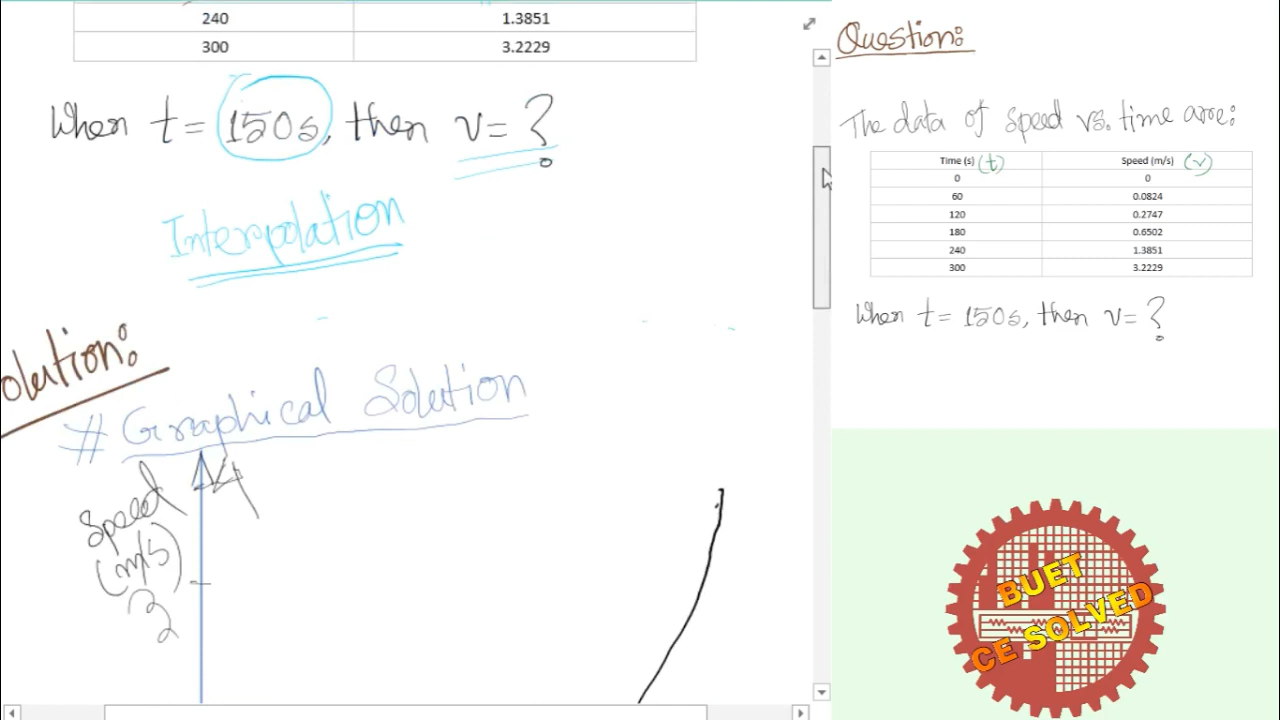 240 1.3851
300 3.2229
When t = 150s, then v = ?
Interpolation
olution:
# Graphical Solution
Speed
(m/s)
4
3
Question:
The data of speed vs. time are:
Time (s) (t) Speed (m/s) (v)
0 0
60 0.0824
120 0.2747
180 0.6502
240 1.3851
300 3.2229
When t = 150s, then v = ?
BUET
CE SOLVED